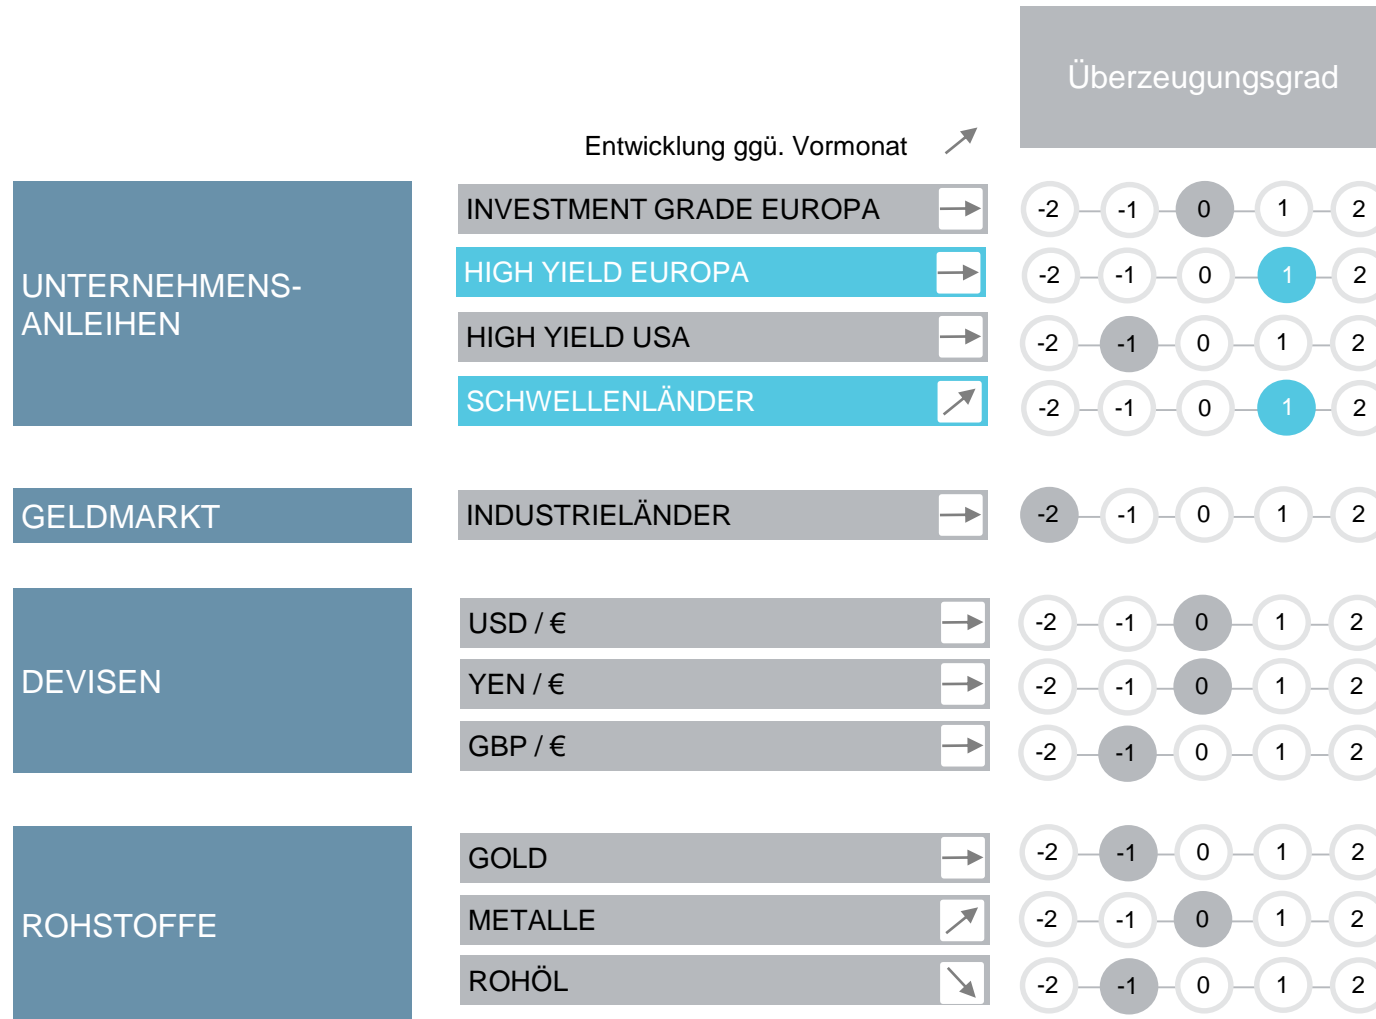 Überzeugungsgrad
Entwicklung ggü. Vormonat
UNTERNEHMENS-
ANLEIHEN
INVESTMENT GRADE EUROPA
-2 -1 0 1 2
HIGH YIELD EUROPA
-2 -1 0 1 2
HIGH YIELD USA
-2 -1 0 1 2
SCHWELLENLÄNDER
-2 -1 0 1 2
GELDMARKT
INDUSTRIELÄNDER
-2 -1 0 1 2
DEVISEN
USD / €
-2 -1 0 1 2
YEN / €
-2 -1 0 1 2
GBP / €
-2 -1 0 1 2
ROHSTOFFE
GOLD
-2 -1 0 1 2
METALLE
-2 -1 0 1 2
ROHÖL
-2 -1 0 1 2